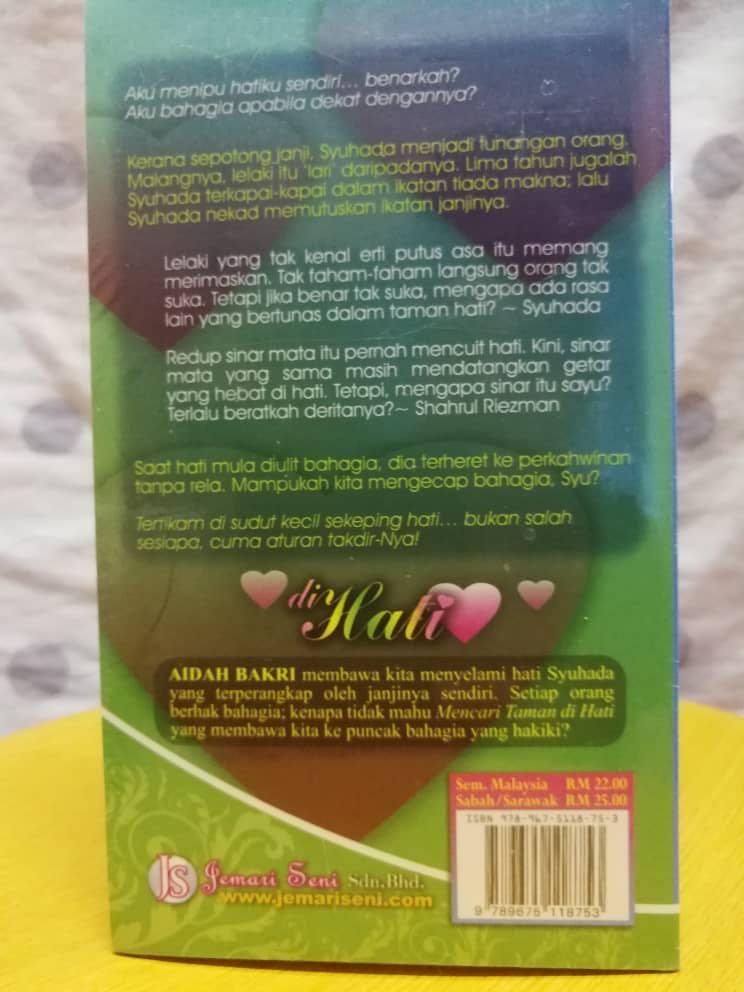 Aku menipu hatiku sendiri... benarkah?
Aku bahagia apabila dekat dengannya?
Kerana sepotong janji, Syuhada menjadi tunangan orang.
Malangnya, lelaki itu 'lari' daripadanya. Lima tahun jugalah
Syuhada terkapai-kapai dalam ikatan tiada makna; lalu
Syuhada nekad memutuskan ikatan janjinya.
Lelaki yang tak kenal erti putus asa itu memang
merimaskan. Tak faham-faham langsung orang tak
suka. Tetapi jika benar tak suka, mengapa ada rasa
lain yang bertunas dalam taman hati? ~ Syuhada
Redup sinar mata itu pernah mencuit hati. Kini, sinar
mata yang sama masih mendatangkan getar
yang hebat di hati. Tetapi, mengapa sinar itu sayu?
Terlalu beratkah deritanya?~ Shahrul Riezman
Saat hati mula diulit bahagia, dia terheret ke perkahwinan
tanpa rela. Mampukah kita mengecap bahagia, Syu?
Tertikam di sudut kecil sekeping hati... bukan salah
sesiapa, cuma aturan takdir-Nya!
di Hati
AIDAH BAKRI membawa kita menyelami hati Syuhada
yang terperangkap oleh janjinya sendiri. Setiap orang
berhak bahagia; kenapa tidak mahu Mencari Taman di Hati
yang membawa kita ke puncak bahagia yang hakiki?
Sem. Malaysia RM 22.00
Sabah/Sarawak RM 25.00
ISBN 978-967-5118-75-3
9 789675 118753
JS Jemari Seni Sdn.Bhd.
www.jemariseni.com